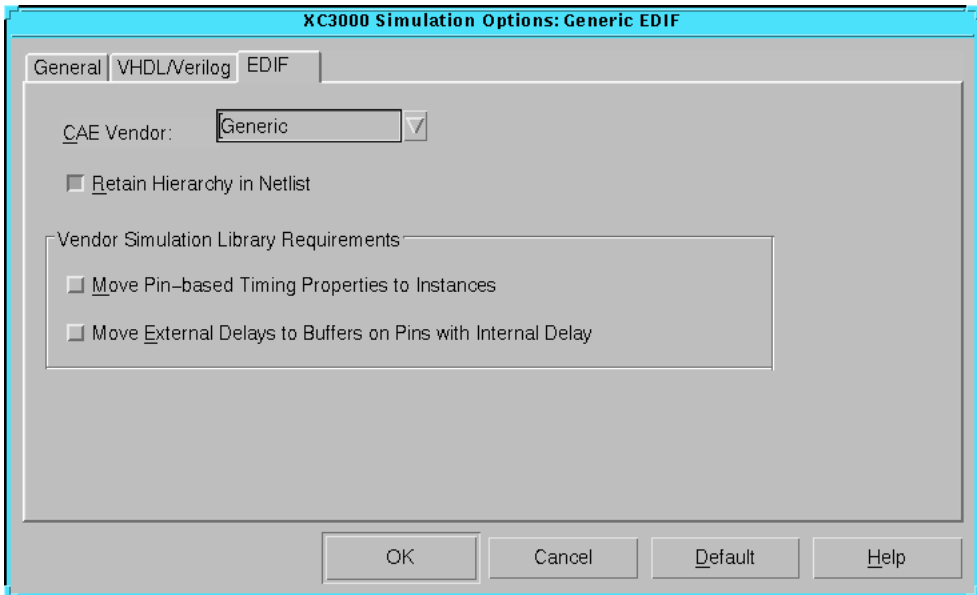 XC3000 Simulation Options: Generic EDIF
General VHDL/Verilog EDIF
CAE Vendor: Generic
Retain Hierarchy in Netlist
Vendor Simulation Library Requirements
Move Pin–based Timing Properties to Instances
Move External Delays to Buffers on Pins with Internal Delay
OK Cancel Default Help